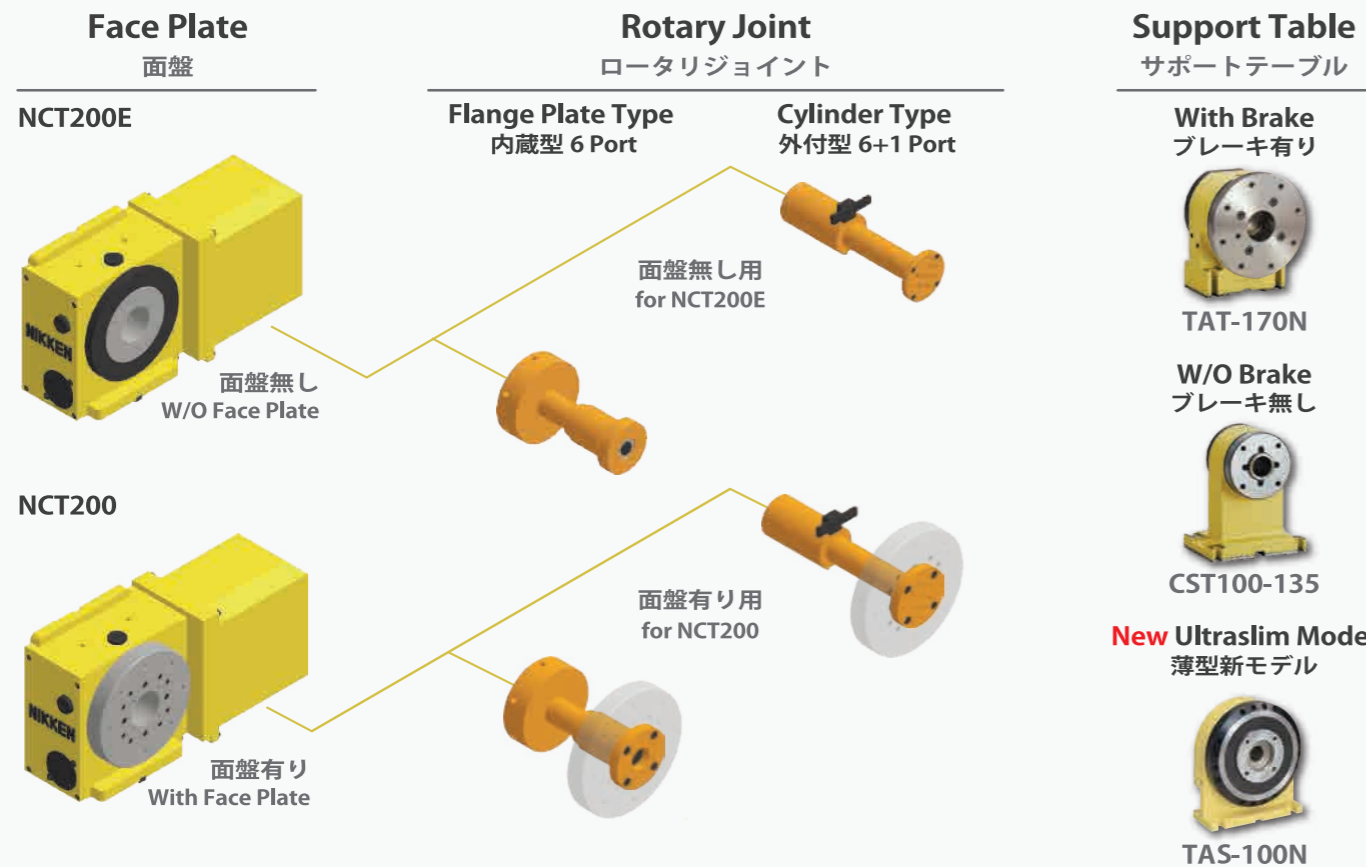 Face Plate
面盤
NCT200E
NIKKEN
面盤無し
W/O Face Plate
NCT200
NIKKEN
面盤有り
With Face Plate
Rotary Joint
ロータリジョイント
Flange Plate Type
内蔵型 6 Port
Cylinder Type
外付型 6+1 Port
面盤無し用
for NCT200E
面盤有り用
for NCT200
Support Table
サポートテーブル
With Brake
ブレーキ有り
TAT-170N
W/O Brake
ブレーキ無し
CST100-135
New Ultraslim Mode
薄型新モデル
TAS-100N